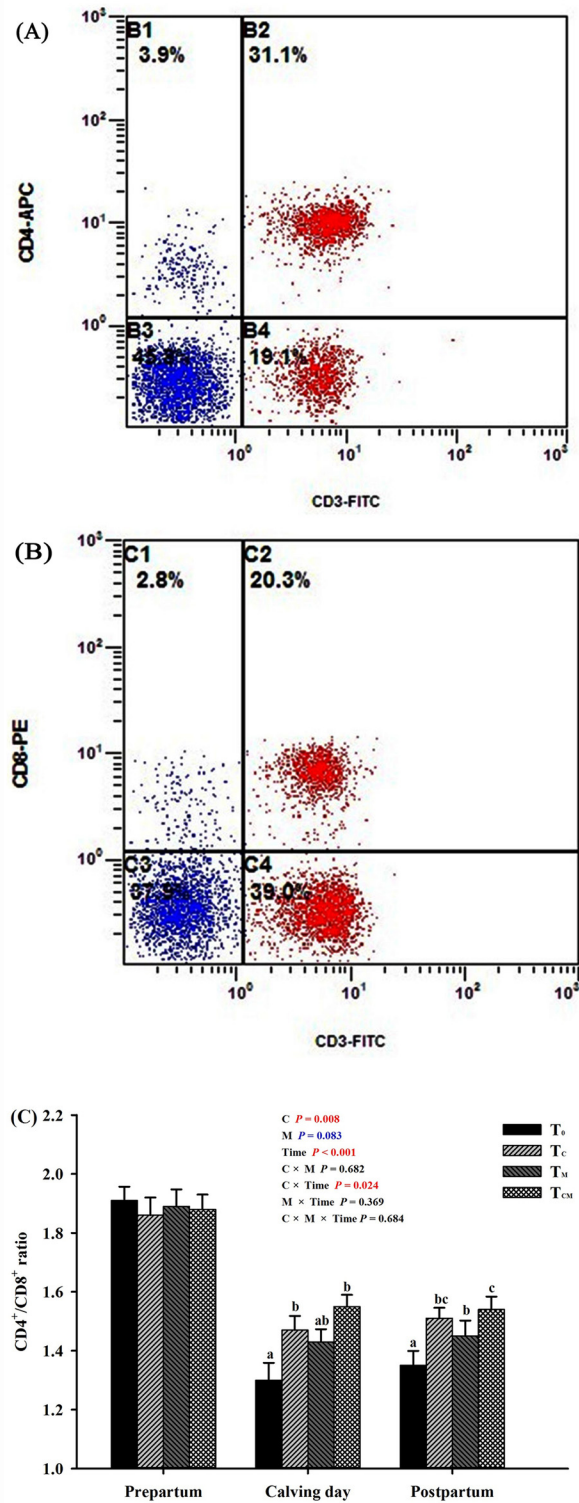 (A)
B1 B2
3.9% 31.1%
10³
10²
10¹
10⁰
CD4-APC
B3 B4
19.1%
10⁰ 10¹ 10² 10³
CD3-FITC
(B)
C1 C2
2.8% 20.3%
10³
10²
10¹
10⁰
CD8-PE
C3 C4
39.0%
10⁰ 10¹ 10² 10³
CD3-FITC
(C)
C P = 0.008
M P = 0.083
Time P < 0.001
C × M P = 0.682
C × Time P = 0.024
M × Time P = 0.369
C × M × Time P = 0.684
T₀
T_C
T_M
T_CM
CD4⁺/CD8⁺ ratio
2.2
2.0
1.8
1.6
1.4
1.2
1.0
a b ab b
a bc b c
Prepartum Calving day Postpartum